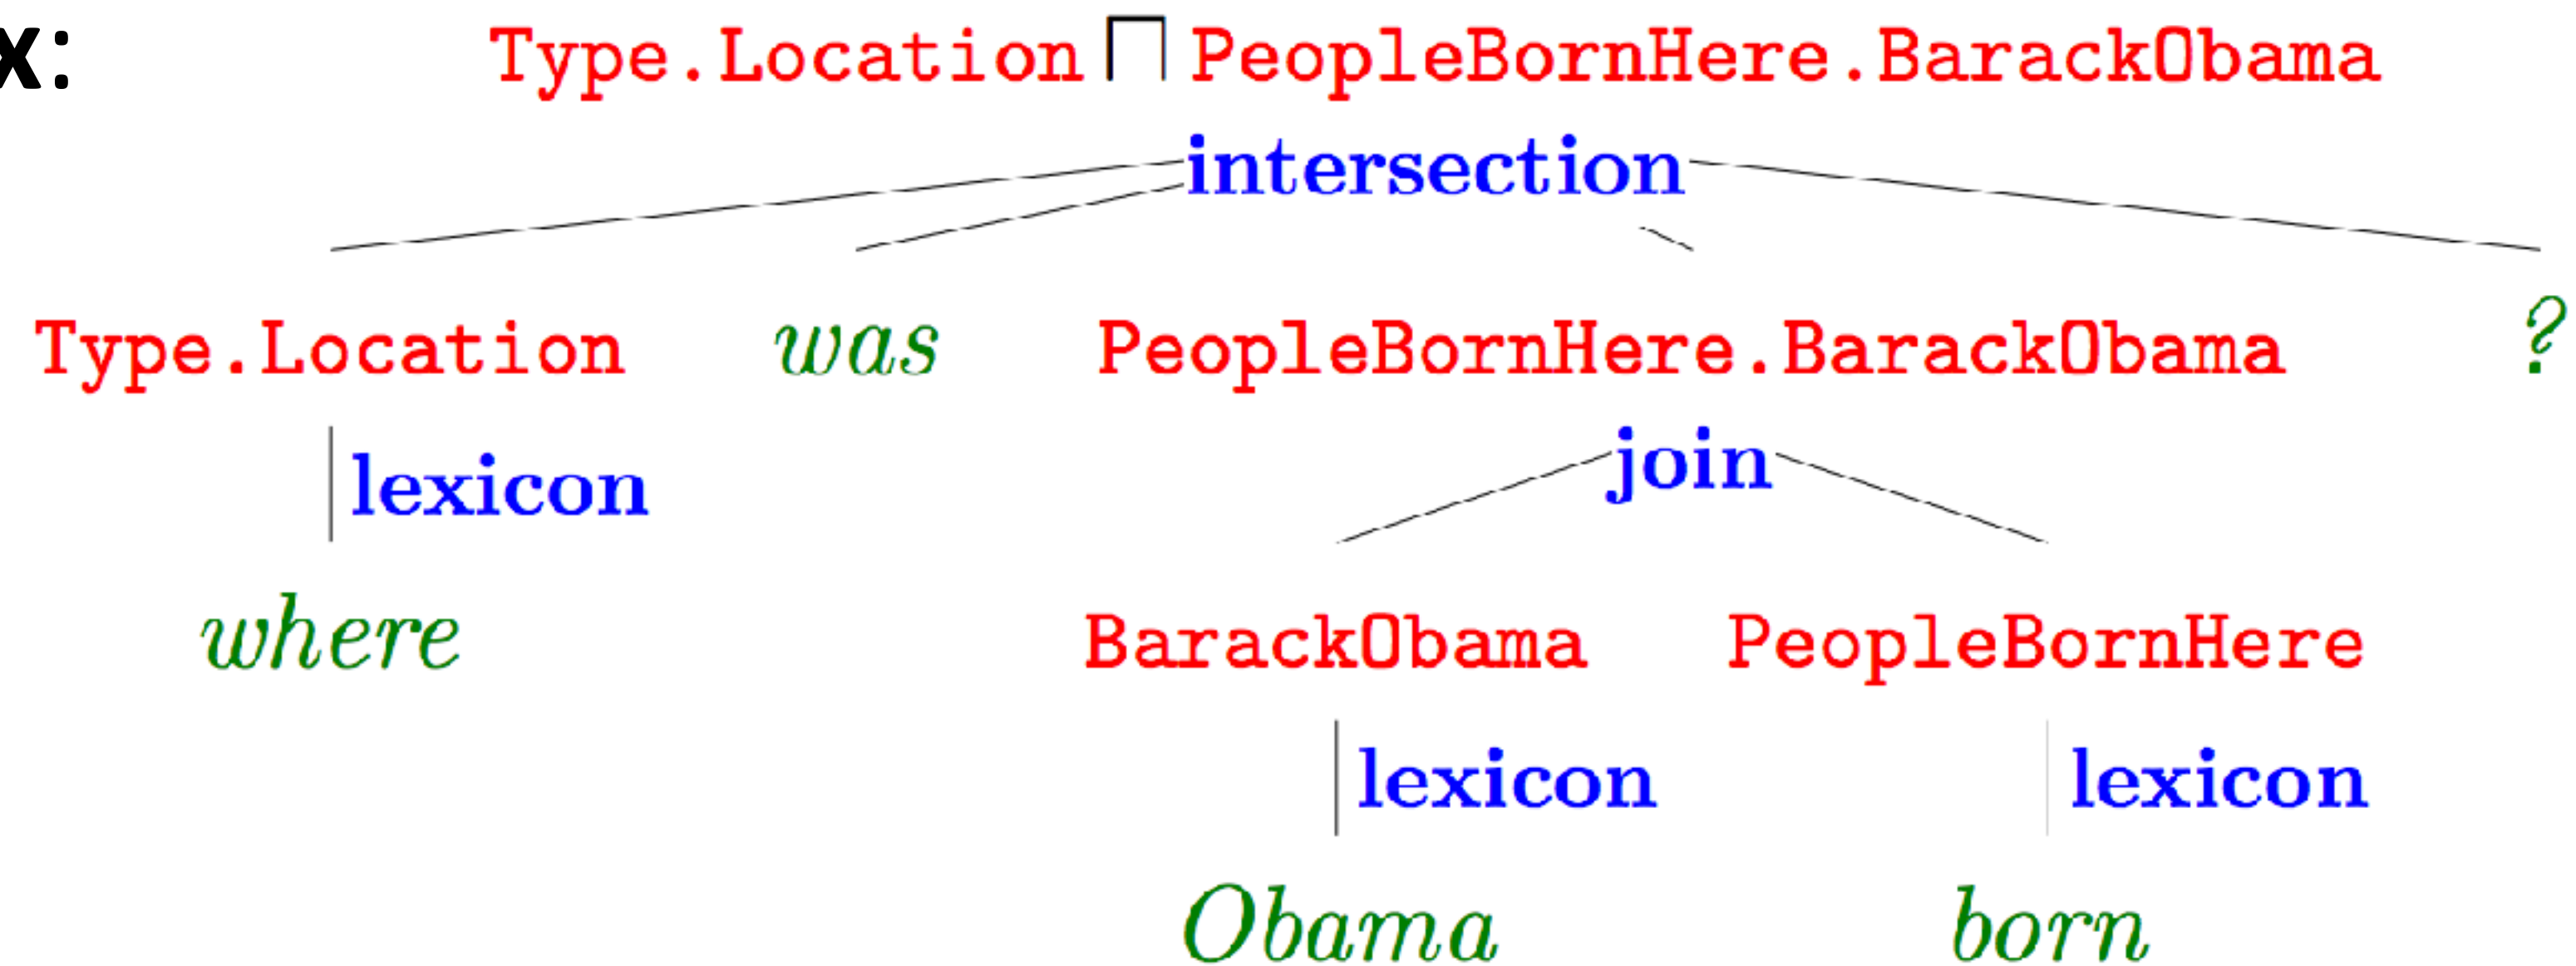 x:
Type.Location ⊓ PeopleBornHere.BarackObama
intersection
Type.Location was PeopleBornHere.BarackObama ?
lexicon join
where BarackObama PeopleBornHere
lexicon lexicon
Obama born